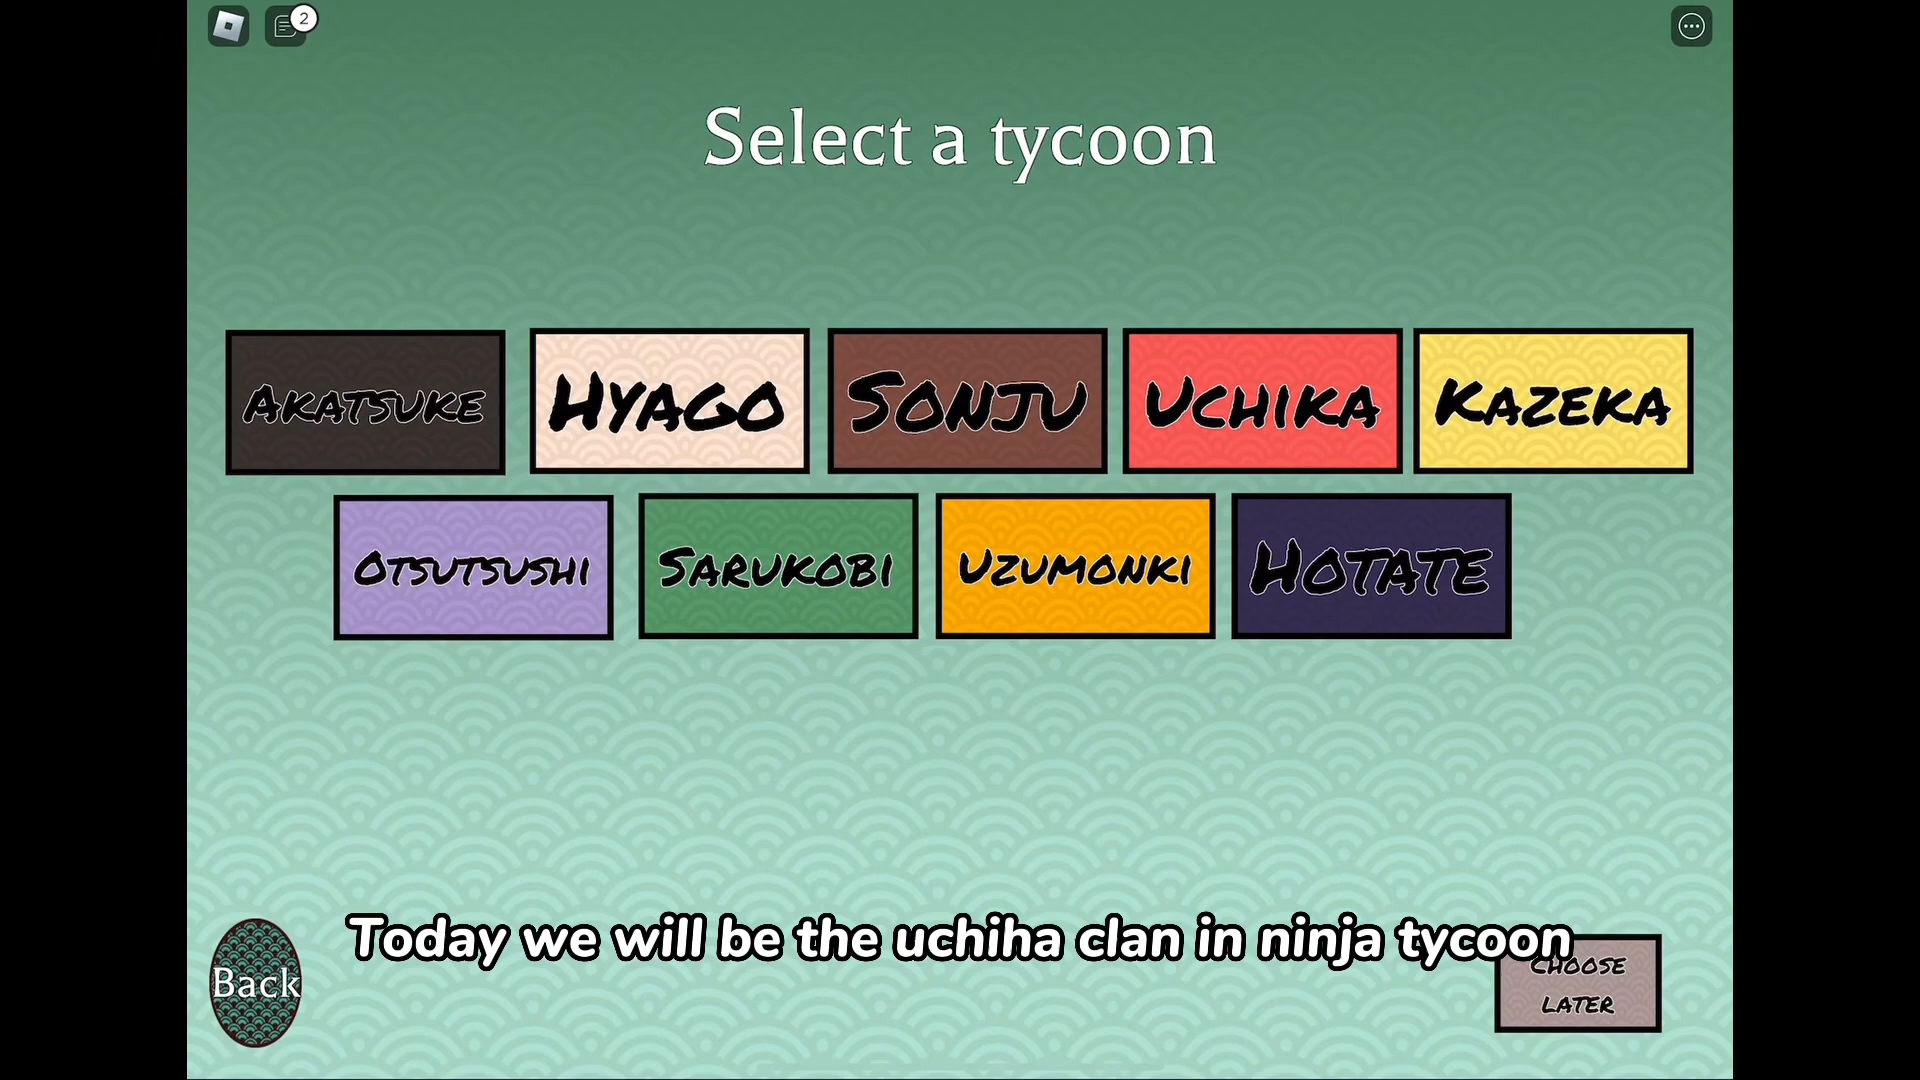 2
Select a tycoon
AKATSUKE
HYAGO
SONJU
UCHIKA
KAZEKA
OTSUTSUSHI
SARUKOBI
UZUMONKI
HOTATE
Today we will be the uchiha clan in ninja tycoon
Back
CHOOSE
LATER